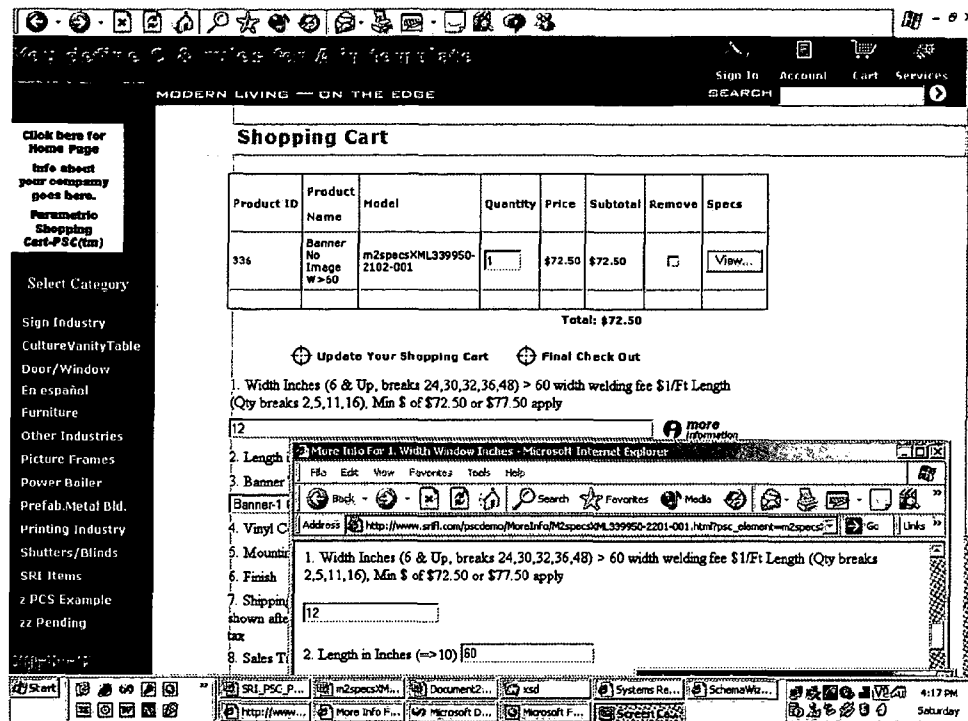 You define C & rules for A in template
Sign In Account Cart Services
MODERN LIVING — ON THE EDGE
SEARCH
Click here for
Home Page
Info about
your company
goes here.
Parametric
Shopping
Cart-PSC(tm)
Select Category
Sign Industry
CultureVanityTable
Door/Window
En español
Furniture
Other Industries
Picture Frames
Power Boiler
Prefab.Metal Bld.
Printing Industry
Shutters/Blinds
SRI Items
z PCS Example
zz Pending
Shopping Cart
Product ID Product Name Model Quantity Price Subtotal Remove Specs
336 Banner No Image W>60 m2specsXML339950-2102-001 1 $72.50 $72.50 View...
Total: $72.50
Update Your Shopping Cart Final Check Out
1. Width Inches (6 & Up, breaks 24,30,32,36,48) > 60 width welding fee $1/Ft Length
(Qty breaks 2,5,11,16), Min $ of $72.50 or $77.50 apply
12
more information
2. Length
3. Banner
Banner-1
4. Vinyl C
5. Mountin
6. Finish
7. Shipping
shown afte
tax
8. Sales T
More Info For 1. Width Window Inches - Microsoft Internet Explorer
File Edit View Favorites Tools Help
Back Search Favorites Media
Address http://www.srifl.com/pscdemo/MoreInfo/M2specsXML339950-2201-001.html?psc_element=m2specs Go Links
1. Width Inches (6 & Up, breaks 24,30,32,36,48) > 60 width welding fee $1/Ft Length (Qty breaks
2,5,11,16), Min $ of $72.50 or $77.50 apply
12
2. Length in Inches (=>10) 60
Start SRI_PSC_P... m2specsXM... Document2... xsd Systems Re... SchemaWiz... 4:17 PM
http://www... More Info F... Microsoft D... Microsoft F... Saturday